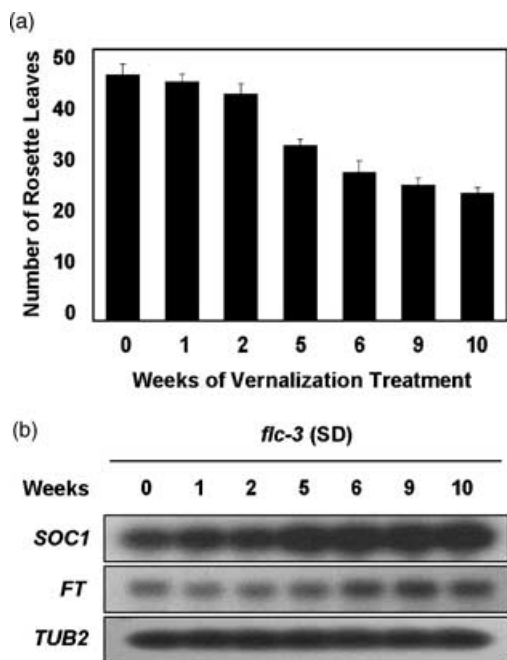 (a)
50
40
30
20
10
0
Number of Rosette Leaves
0 1 2 5 6 9 10
Weeks of Vernalization Treatment
(b)
flc-3 (SD)
Weeks 0 1 2 5 6 9 10
SOC1
FT
TUB2